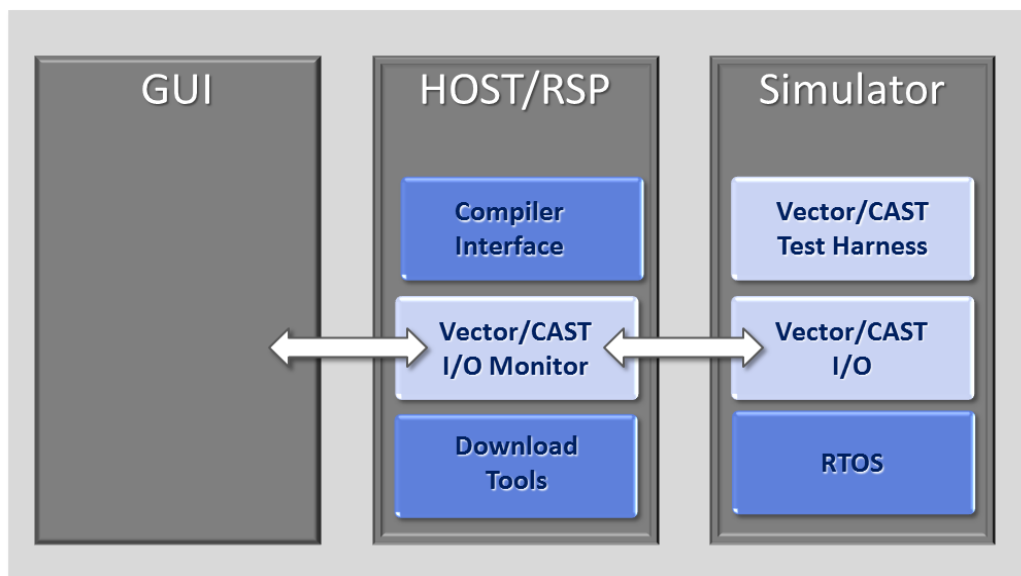 GUI
HOST/RSP
Compiler
Interface
Vector/CAST
I/O Monitor
Download
Tools
Simulator
Vector/CAST
Test Harness
Vector/CAST
I/O
RTOS